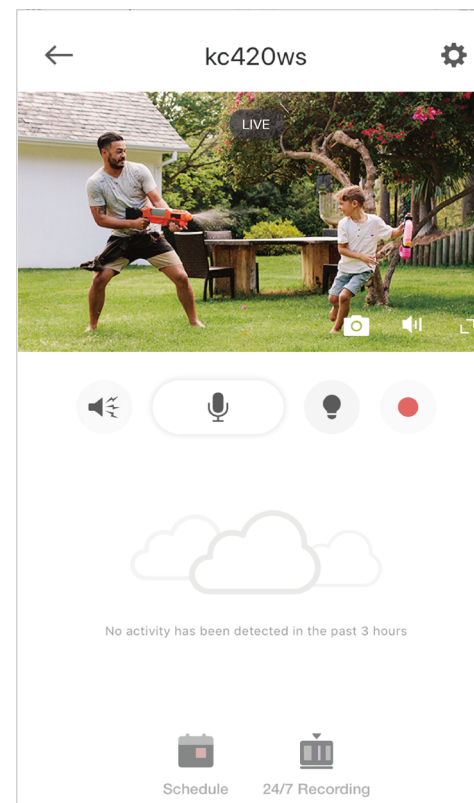 kc420ws
LIVE
No activity has been detected in the past 3 hours
Schedule
24/7 Recording